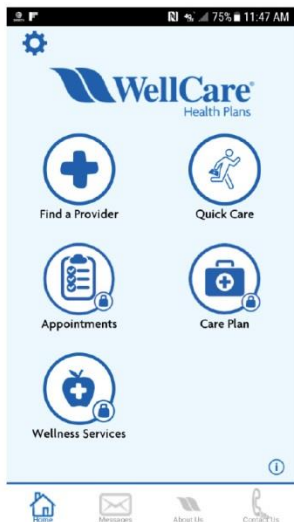 75% 11:47 AM
WellCare®
Health Plans
Find a Provider
Quick Care
Appointments
Care Plan
Wellness Services
Home
Messages
About Us
Contact Us